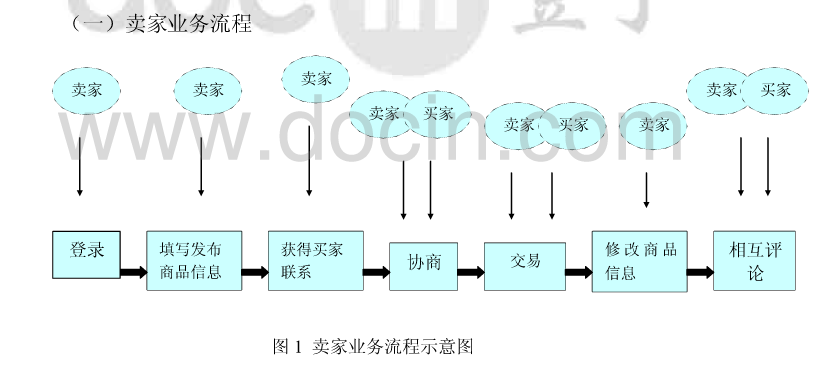 （一）卖家业务流程
卖家
卖家
卖家
卖家
买家
卖家
买家
卖家
卖家
买家
www.docin.com
登录
填写发布
商品信息
获得买家
联系
协商
交易
修改商品
信息
相互评
论
图 1 卖家业务流程示意图